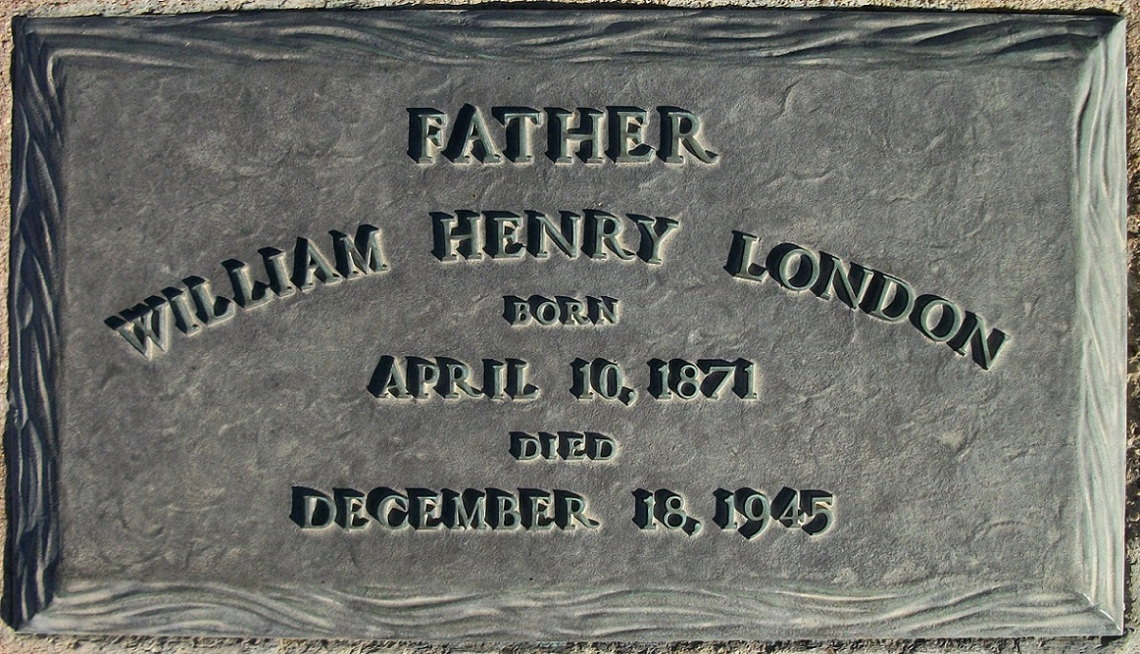 FATHER
WILLIAM HENRY LONDON
BORN
APRIL 10, 1871
DIED
DECEMBER 18, 1945